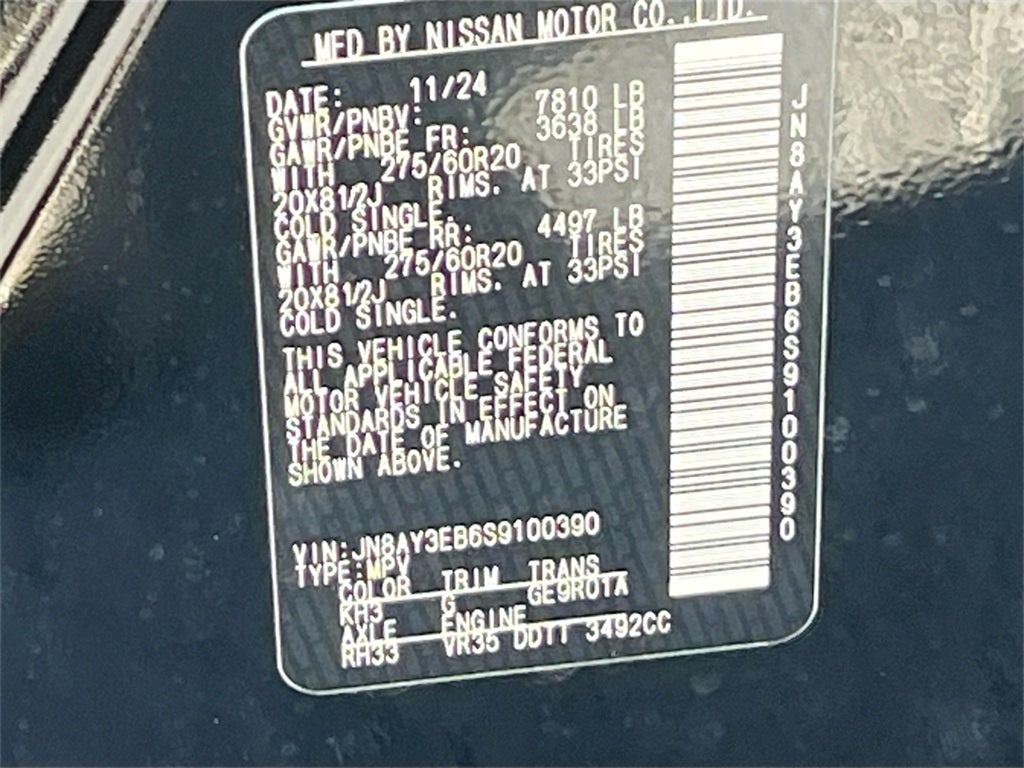 MFD BY NISSAN MOTOR CO.,LTD.
DATE: 11/24
GVWR/PNBV: 7810 LB
GAWR/PNBE FR: 3638 LB
WITH 275/60R20 TIRES
20X81/2J RIMS. AT 33PSI
COLD SINGLE.
GAWR/PNBE RR: 4497 LB
WITH 275/60R20 TIRES
20X81/2J RIMS. AT 33PSI
COLD SINGLE.
THIS VEHICLE CONFORMS TO
ALL APPLICABLE FEDERAL
MOTOR VEHICLE SAFETY
STANDARDS IN EFFECT ON
THE DATE OF MANUFACTURE
SHOWN ABOVE.
VIN:JN8AY3EB6S9100390
TYPE:MPV
COLOR TRIM TRANS
KH3 G GE9R01A
AXLE ENGINE
RH33 VR35 DDTT 3492CC
JN8AY3EB6S9100390